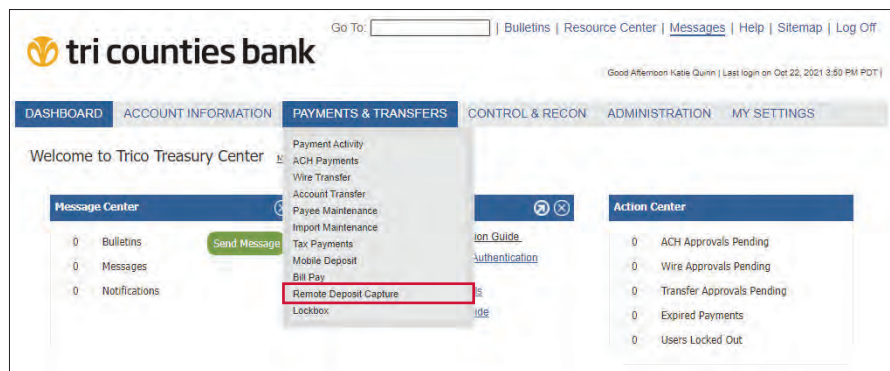 tri counties bank
Go To: | Bulletins | Resource Center | Messages | Help | Sitemap | Log Off
Good Afternoon Katie Quinn | Last login on Oct 22, 2021 3:50 PM PDT |
DASHBOARD ACCOUNT INFORMATION PAYMENTS & TRANSFERS CONTROL & RECON ADMINISTRATION MY SETTINGS
Welcome to Trico Treasury Center
Payment Activity
ACH Payments
Wire Transfer
Account Transfer
Payee Maintenance
Import Maintenance
Tax Payments
Mobile Deposit
Bill Pay
Remote Deposit Capture
Lockbox
Message Center
0 Bulletins
Send Message
0 Messages
0 Notifications
Guide
Authentication
Action Center
0 ACH Approvals Pending
0 Wire Approvals Pending
0 Transfer Approvals Pending
0 Expired Payments
0 Users Locked Out